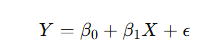 Y = β₀ + β₁X + ϵ